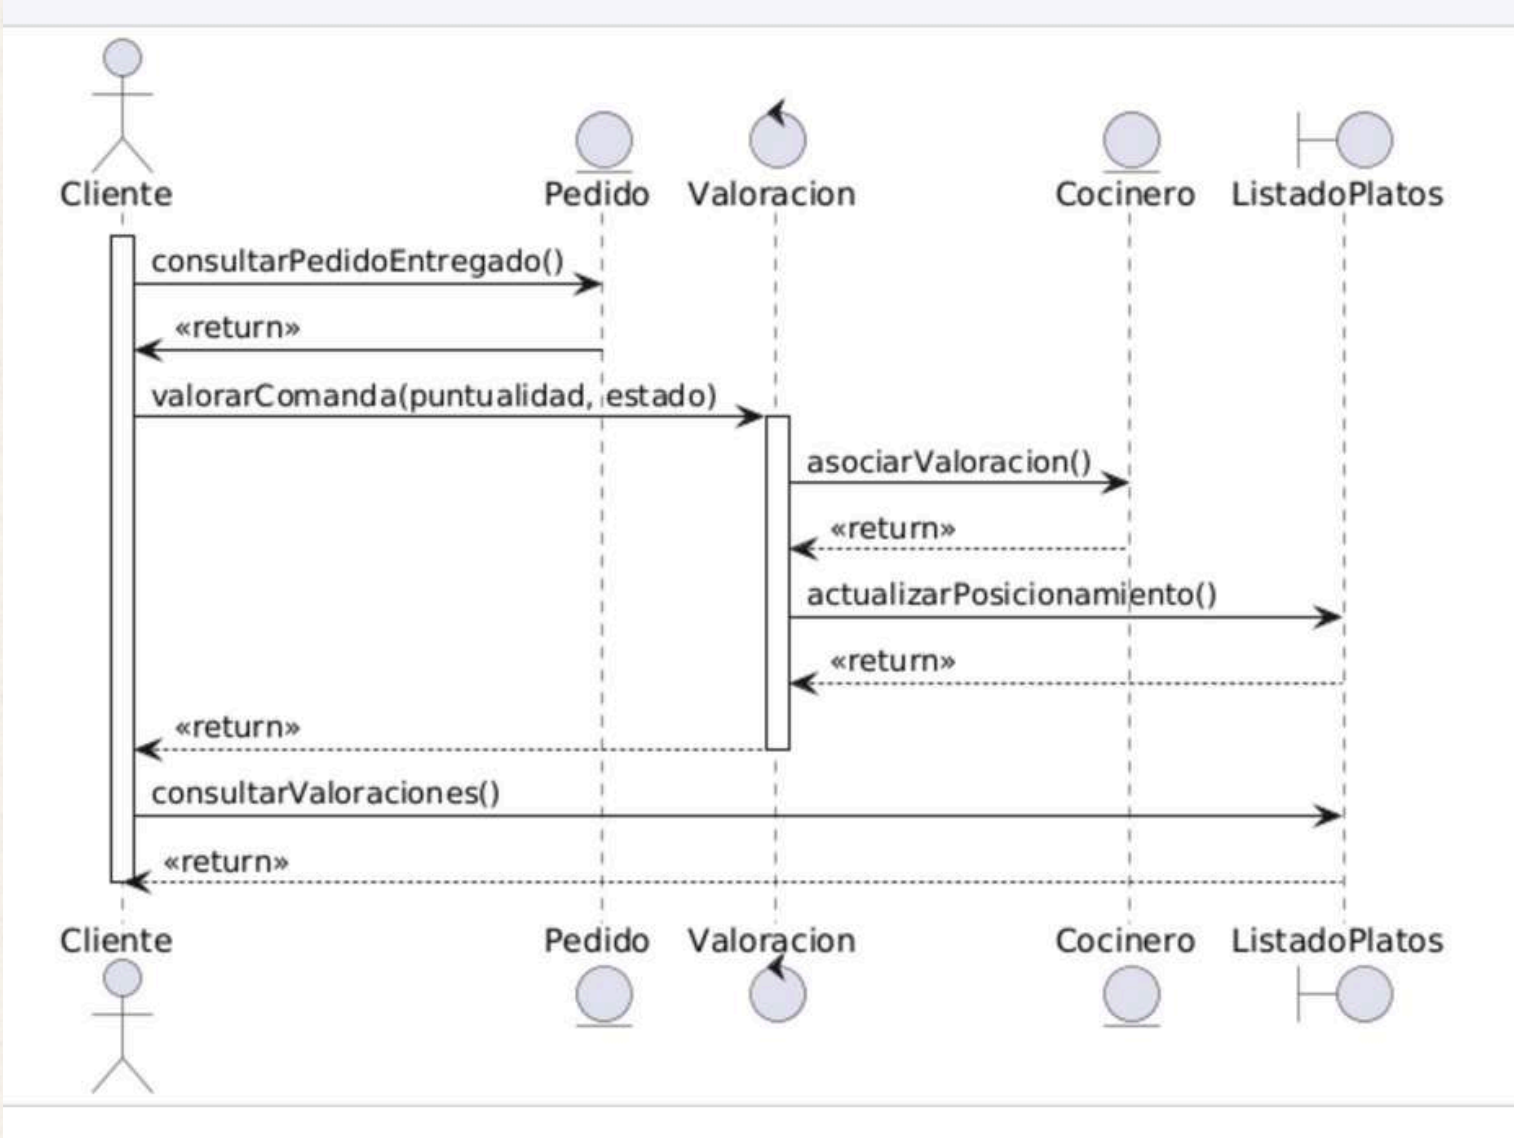 Cliente
Pedido
Valoracion
Cocinero
ListadoPlatos
consultarPedidoEntregado()
«return»
valorarComanda(puntualidad, estado)
asociarValoracion()
«return»
actualizarPosicionamiento()
«return»
«return»
consultarValoraciones()
«return»
Cliente
Pedido
Valoracion
Cocinero
ListadoPlatos